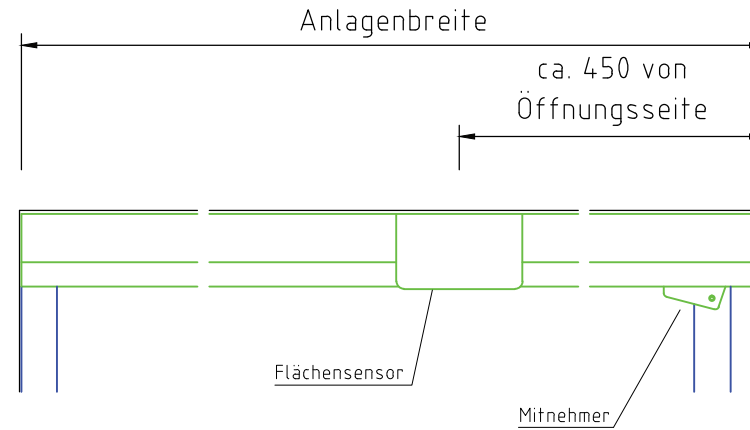 Anlagenbreite
ca. 450 von
Öffnungsseite
Flächensensor
Mitnehmer